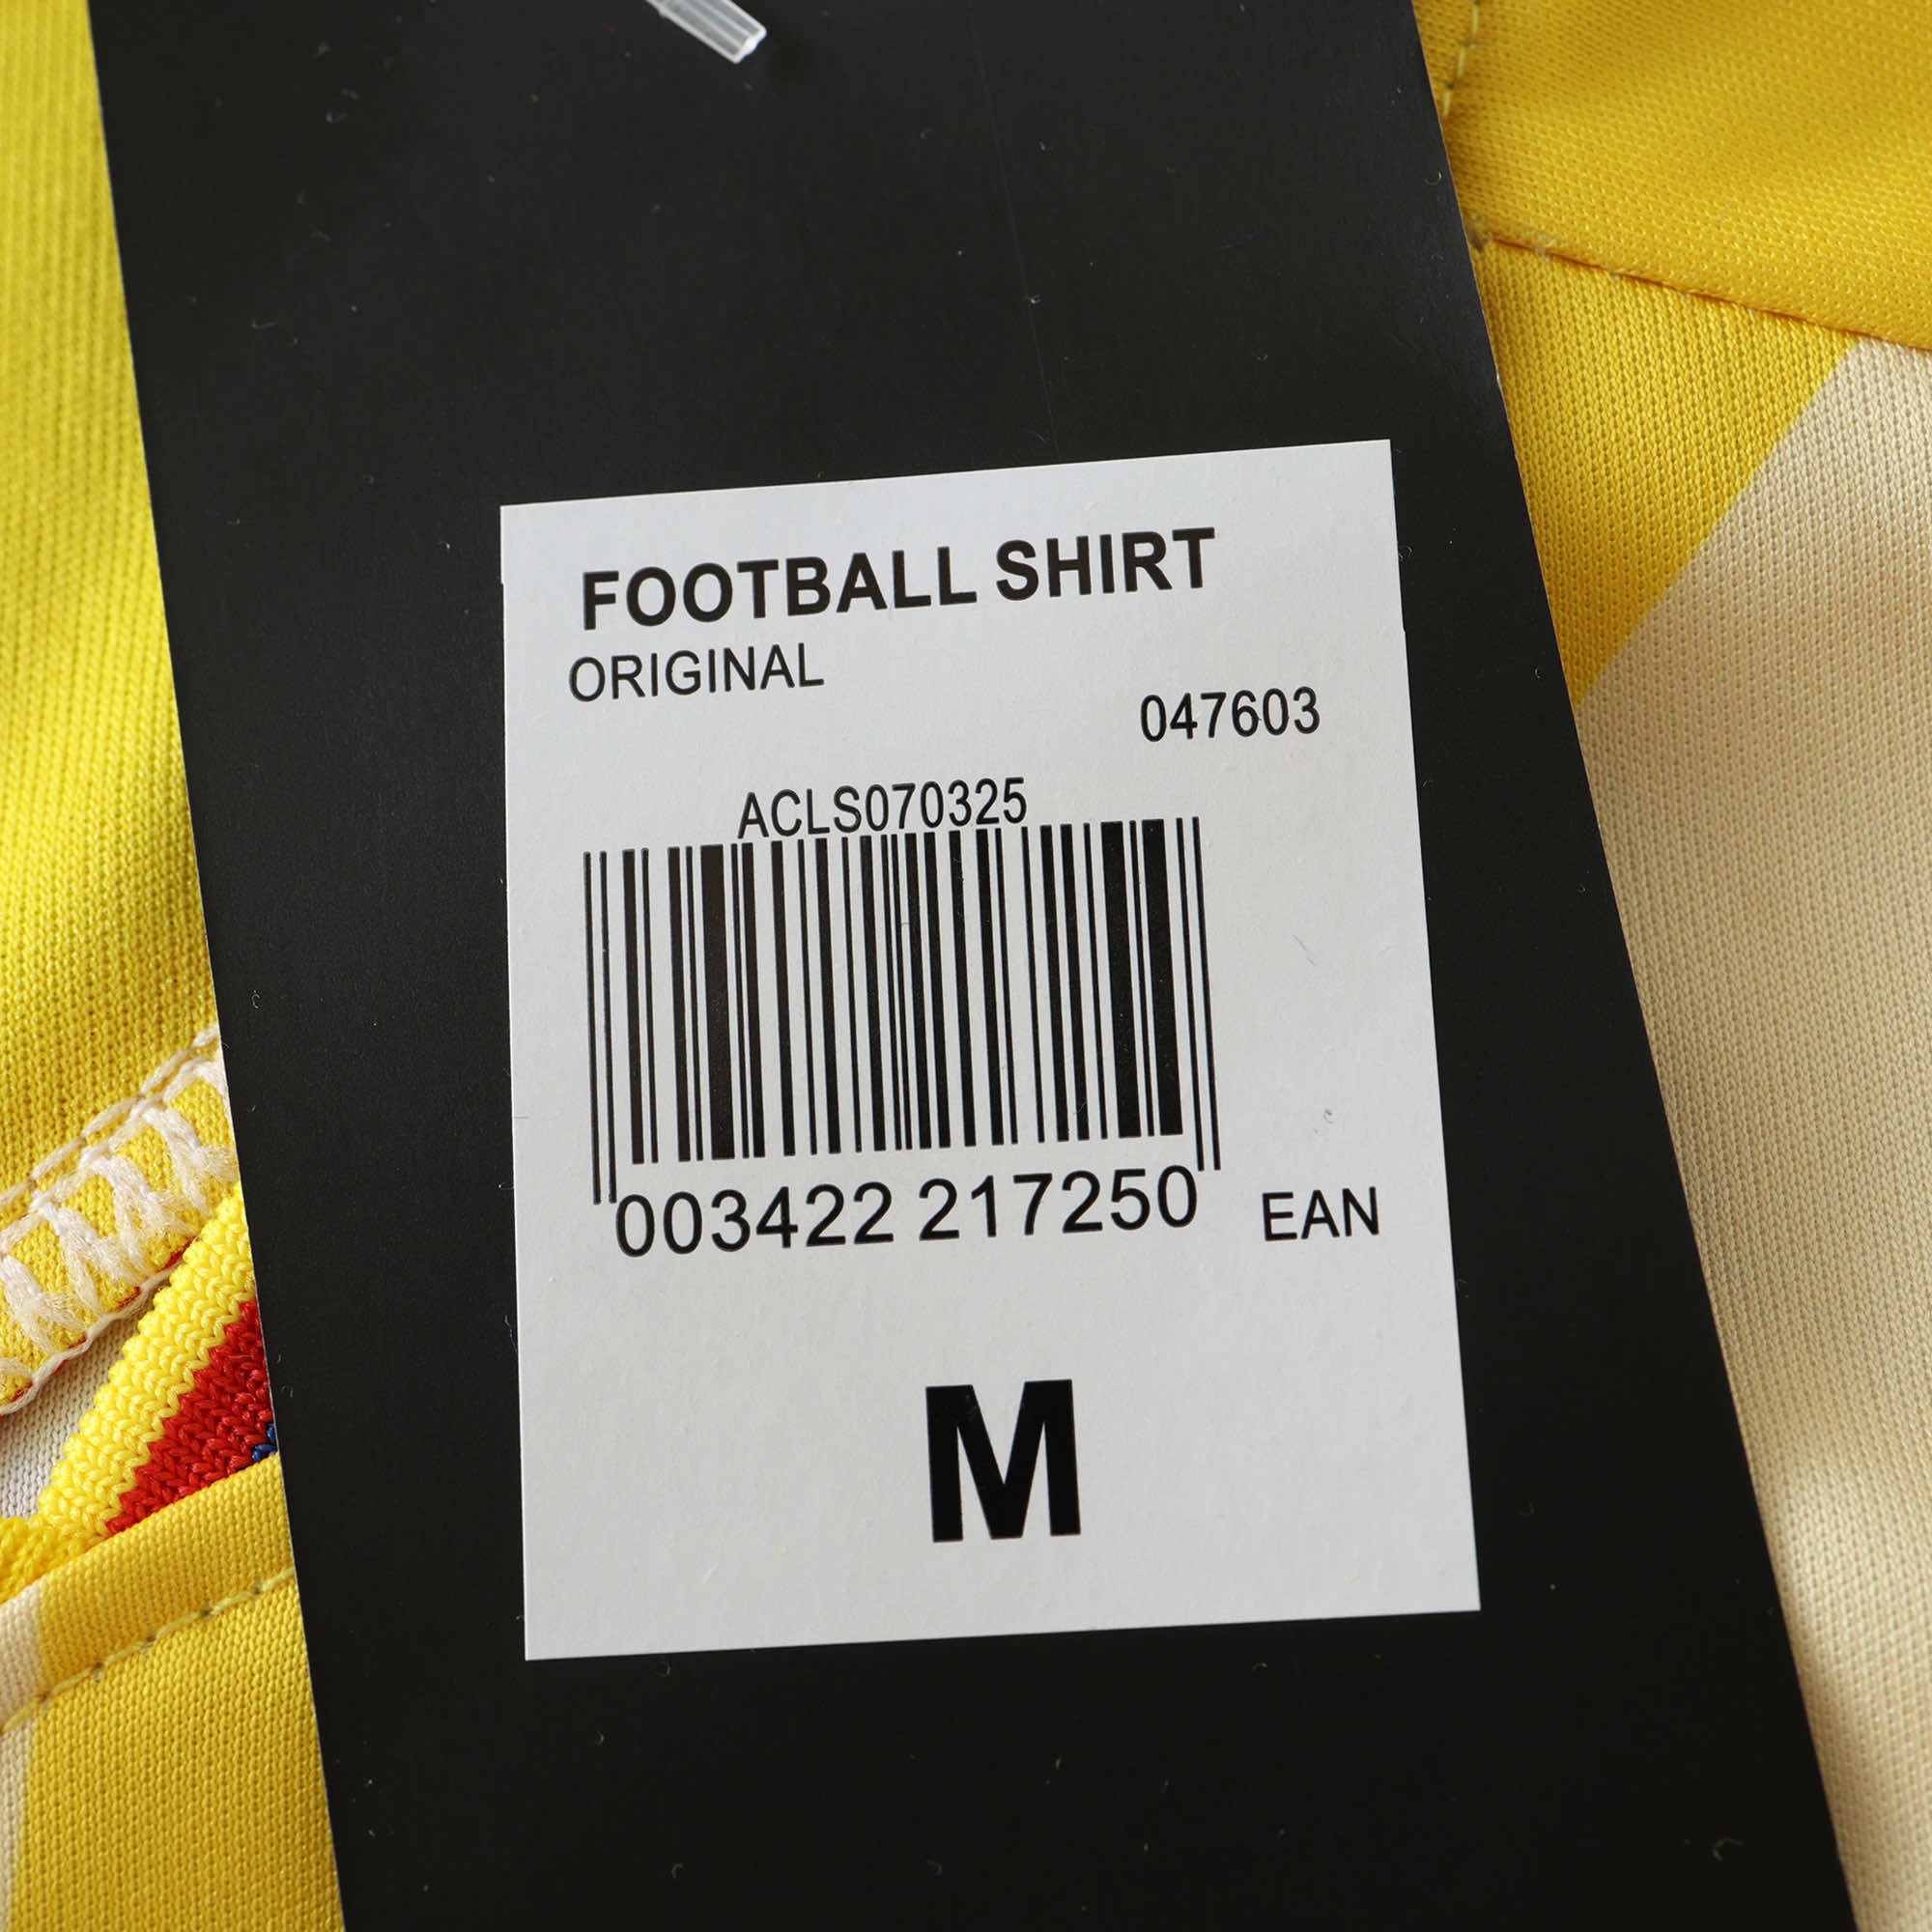 FOOTBALL SHIRT
ORIGINAL
047603
ACLS070325
003422 217250 EAN
M